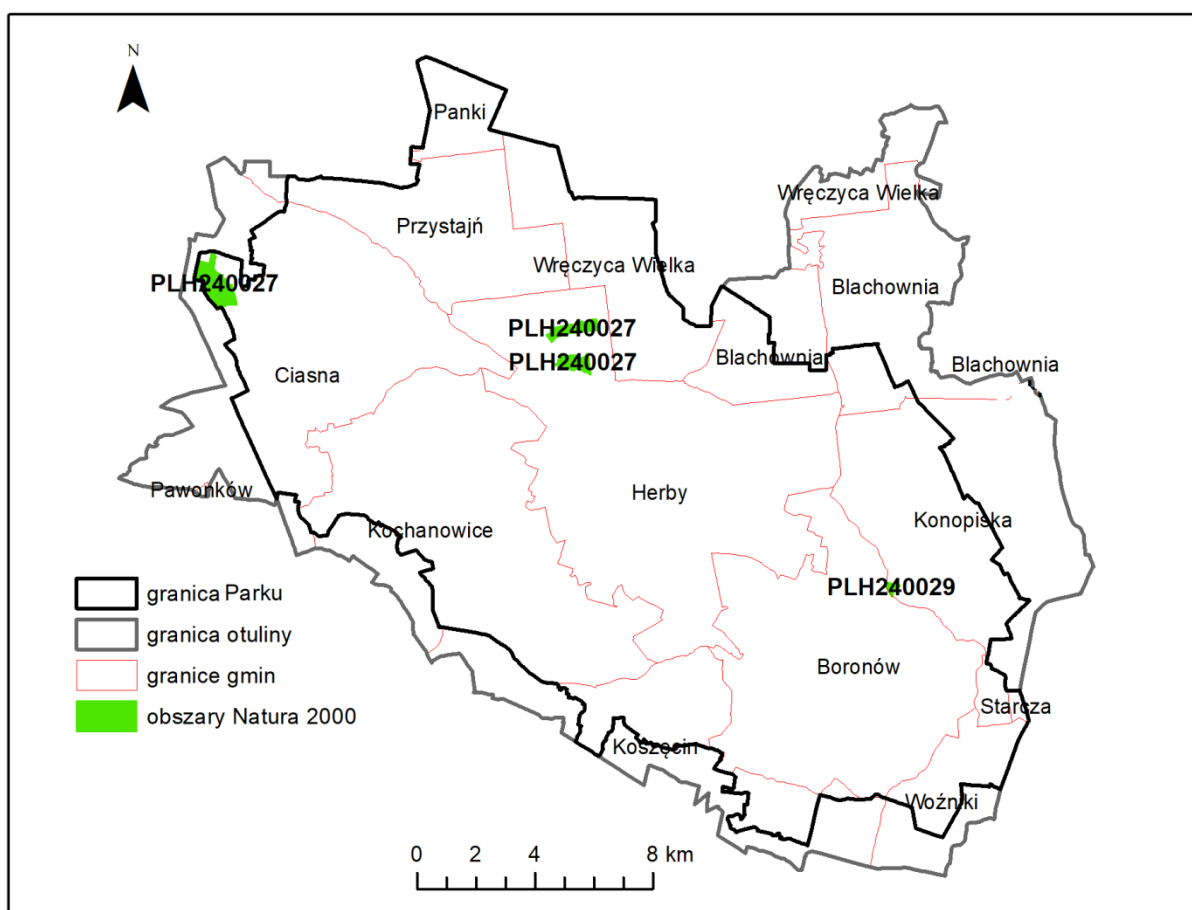 N
Panki
Wręczyca Wielka
Przystajń
Wręczyca Wielka
PLH240027
Blachownia
PLH240027
Blachownia
PLH240027
Blachownia
Ciasna
Pawonków
Herby
Konopiska
Kochanowice
PLH240029
granica Parku
granica otuliny
granice gmin
obszary Natura 2000
Boronów
Starcza
Koszęcin
Woźniki
0 2 4 8 km